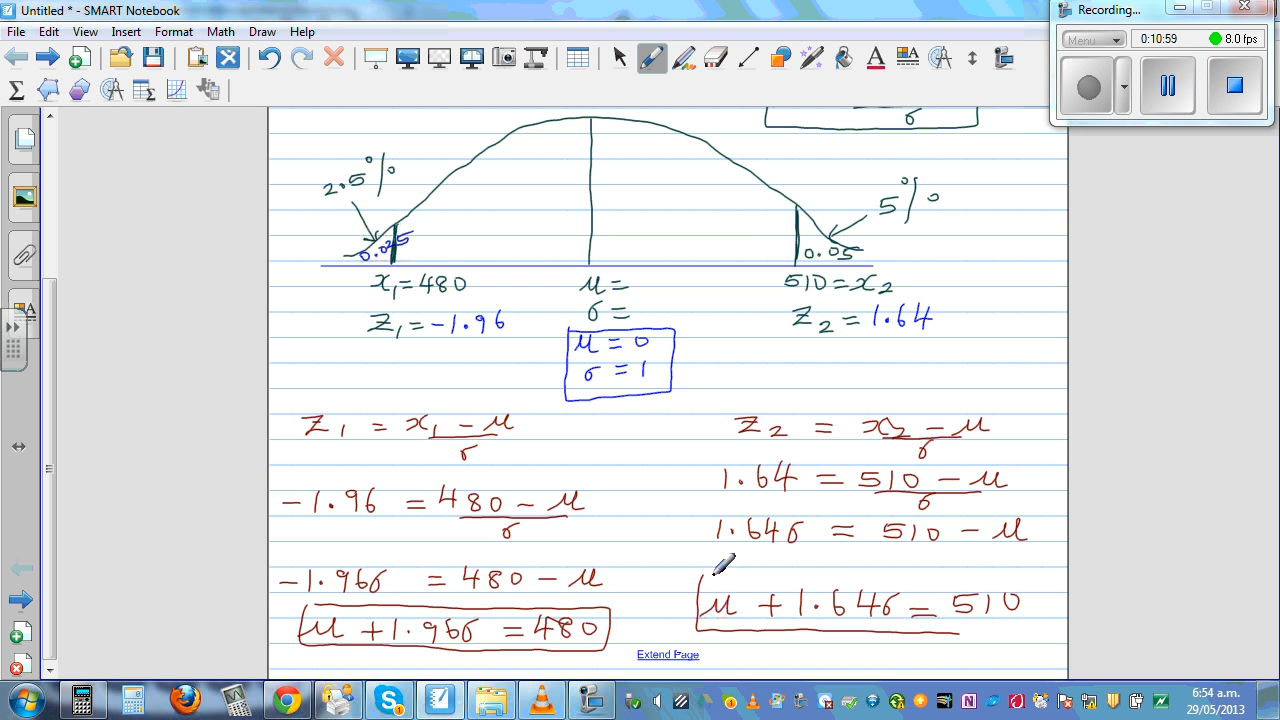 Untitled * - SMART Notebook
Recording...
File Edit View Insert Format Math Draw Help
Menu
0:10:59
8.0 fps
σ
2.5%
5%
0.025
0.05
x₁ = 480
μ =
510 = x₂
σ =
Z₁ = -1.96
Z₂ = 1.64
μ = 0
σ = 1
Z₁ = x₁ - μ
σ
Z₂ = x₂ - μ
σ
-1.96 = 480 - μ
σ
1.64 = 510 - μ
σ
1.64σ = 510 - μ
-1.96σ = 480 - μ
μ + 1.96σ = 480
μ + 1.64σ = 510
Extend Page
6:54 a.m.
29/05/2013